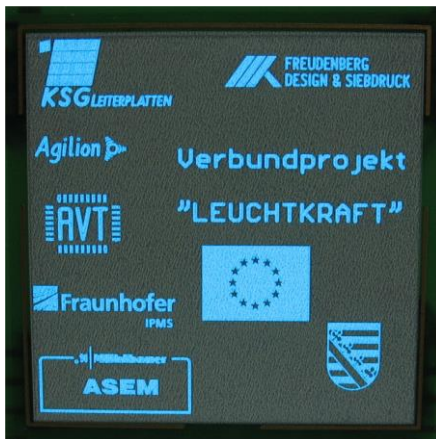 KSG LEITERPLATTEN
FREUDENBERG
DESIGN & SIEBDRUCK
Agilion
Verbundprojekt
"LEUCHTKRAFT"
AVT
Fraunhofer
IPMS
ASEM